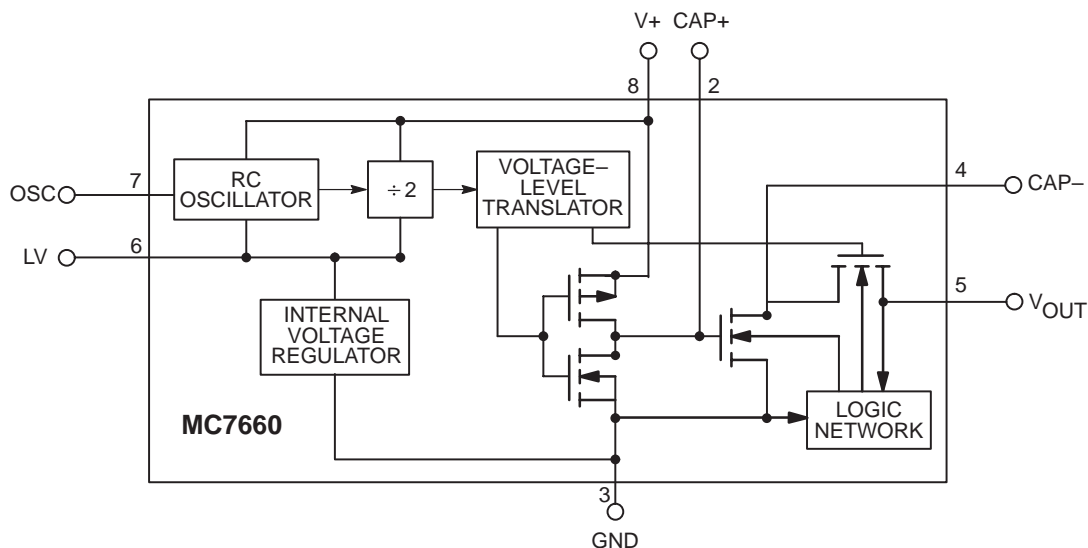 V+ CAP+
8 2
OSC 7
RC
OSCILLATOR
÷ 2
VOLTAGE–
LEVEL
TRANSLATOR
4 CAP–
LV 6
5 VOUT
INTERNAL
VOLTAGE
REGULATOR
LOGIC
NETWORK
MC7660
3
GND